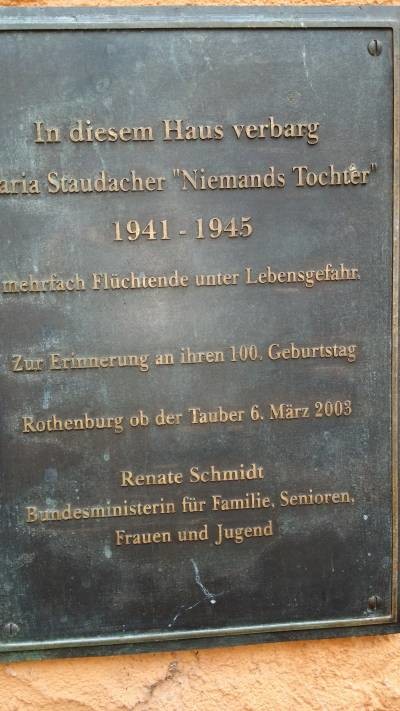 In diesem Haus verbarg
aria Staudacher "Niemands Tochter"
1941 - 1945
mehrfach Flüchtende unter Lebensgefahr.
Zur Erinnerung an ihren 100. Geburtstag
Rothenburg ob der Tauber 6. März 2003
Renate Schmidt
Bundesministerin für Familie, Senioren,
Frauen und Jugend